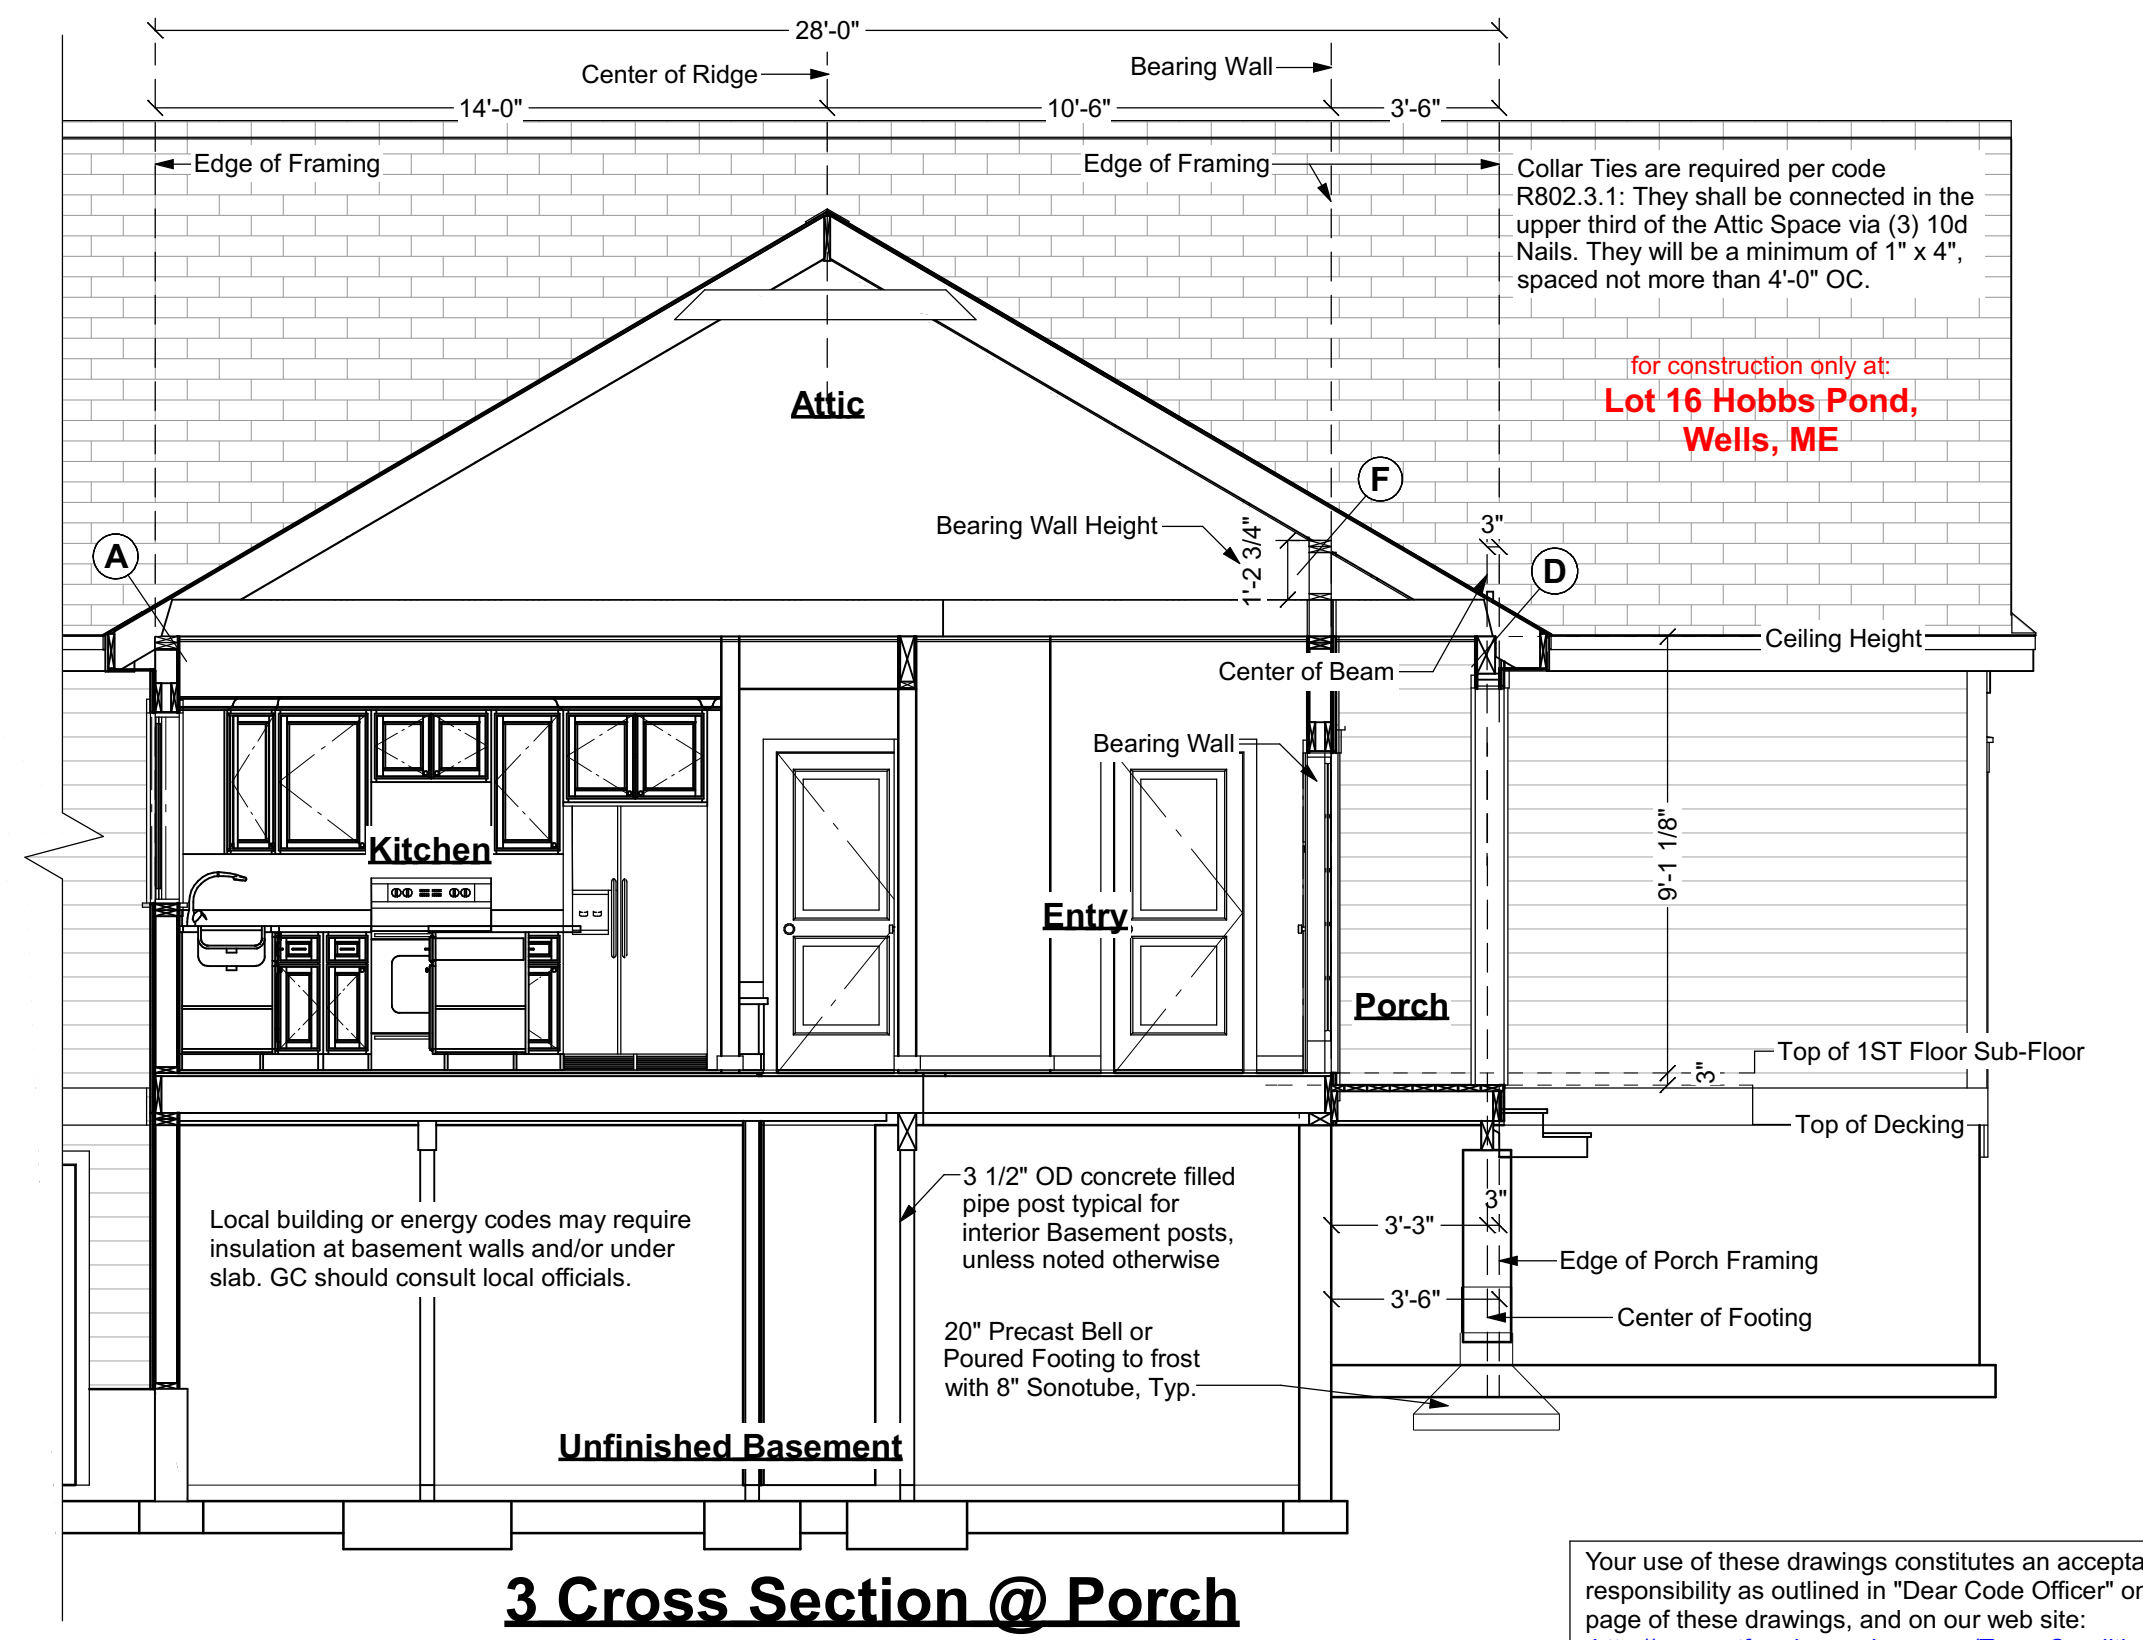 28'-0"
Center of Ridge
Bearing Wall
14'-0"
10'-6"
3'-6"
Edge of Framing
Edge of Framing
Collar Ties are required per code
R802.3.1: They shall be connected in the
upper third of the Attic Space via (3) 10d
Nails. They will be a minimum of 1" x 4",
spaced not more than 4'-0" OC.
for construction only at:
Lot 16 Hobbs Pond,
Wells, ME
Attic
F
Bearing Wall Height
1'-2 3/4"
3"
A
D
Ceiling Height
Center of Beam
Bearing Wall
Kitchen
9'-1 1/8"
Entry
Porch
Top of 1ST Floor Sub-Floor
3"
Top of Decking
3 1/2" OD concrete filled
pipe post typical for
interior Basement posts,
unless noted otherwise
Local building or energy codes may require
insulation at basement walls and/or under
slab. GC should consult local officials.
3"
3'-3"
Edge of Porch Framing
3'-6"
Center of Footing
20" Precast Bell or
Poured Footing to frost
with 8" Sonotube, Typ.
Unfinished Basement
3 Cross Section @ Porch
Your use of these drawings constitutes an accepta
responsibility as outlined in "Dear Code Officer" or
page of these drawings, and on our web site: